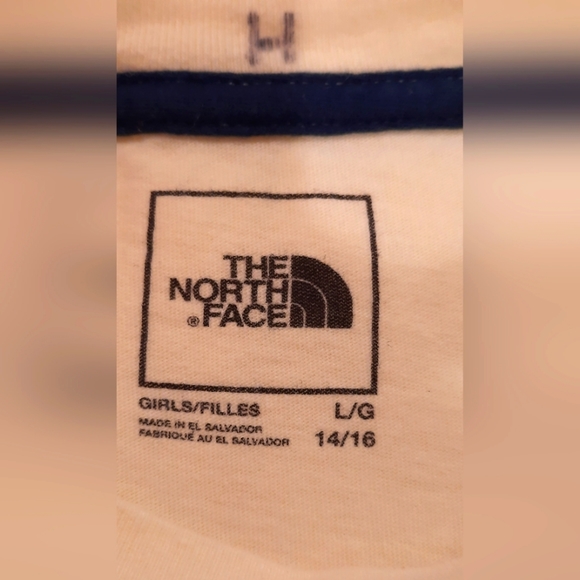 H
THE
NORTH
® FACE
GIRLS/FILLES L/G
MADE IN EL SALVADOR
FABRIQUÉ AU EL SALVADOR 14/16